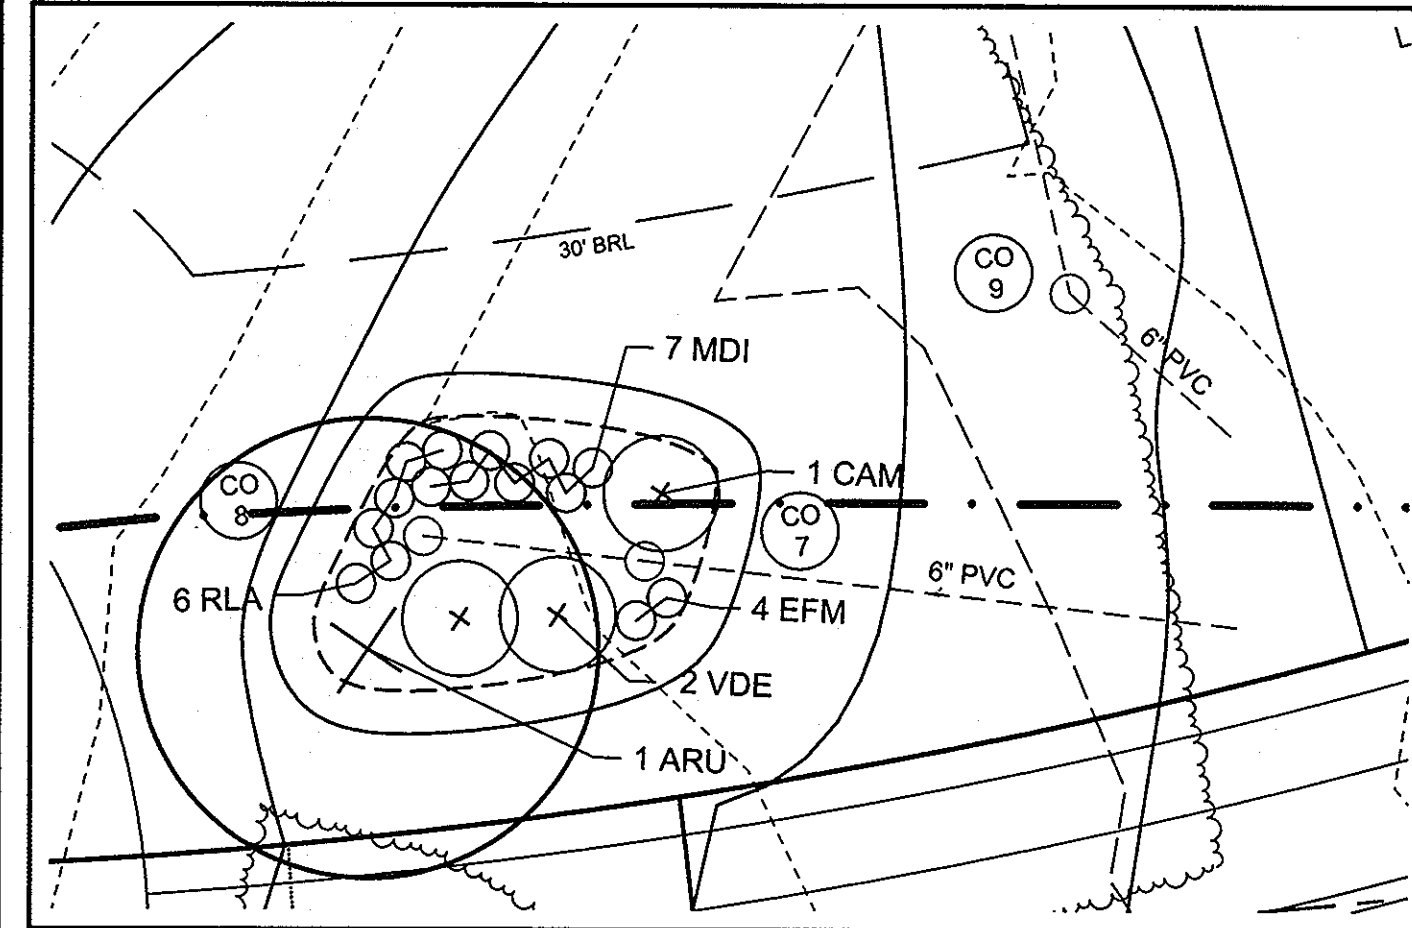 30' BRL
CO
9
6" PVC
7 MDI
1 CAM
CO
8
CO
7
6" PVC
6 RLA
4 EFM
2 VDE
1 ARU